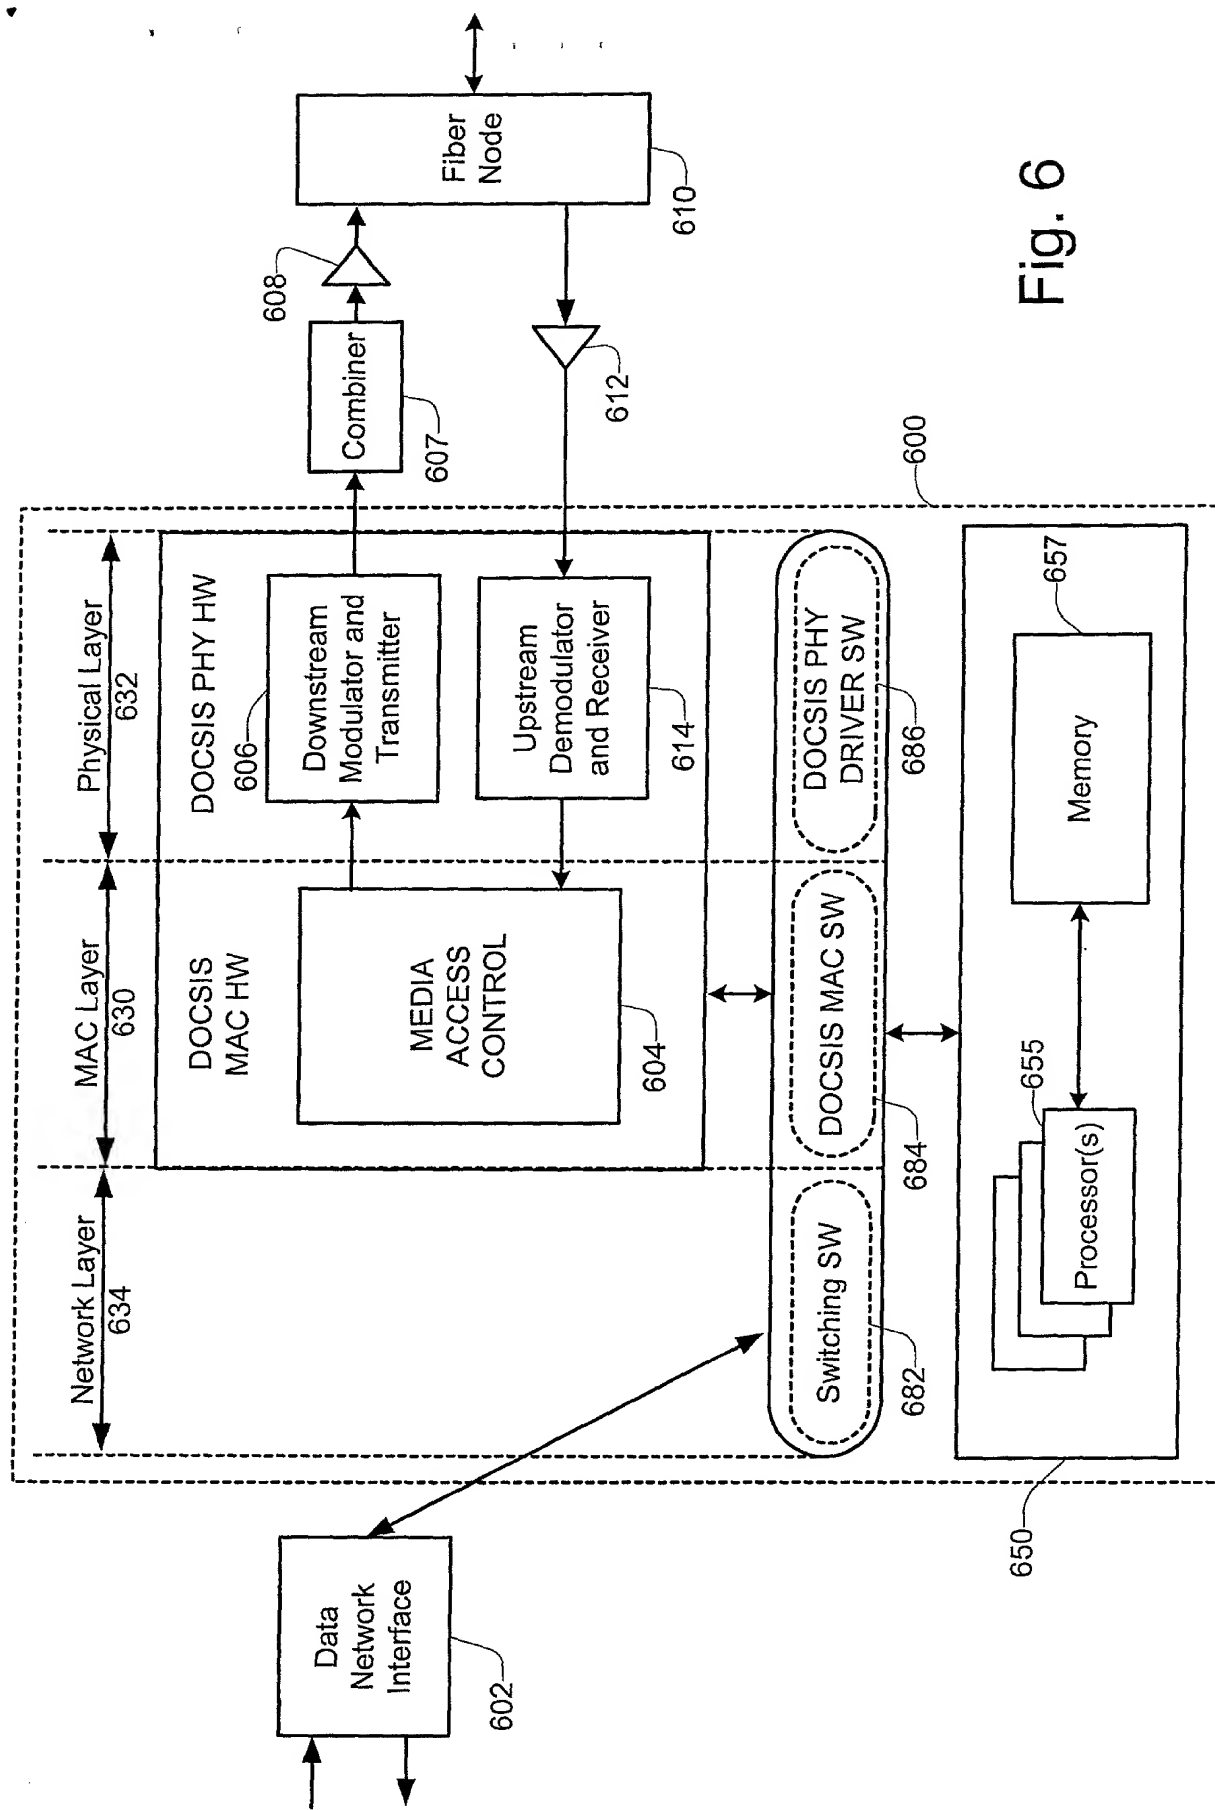 Network Layer
634
MAC Layer
630
Physical Layer
632
DOCSIS
MAC HW
DOCSIS PHY HW
MEDIA
ACCESS
CONTROL
604
606
Downstream
Modulator and
Transmitter
Upstream
Demodulator
and Receiver
614
Combiner
607
608
612
Fiber
Node
610
Data
Network
Interface
602
Switching SW
682
DOCSIS MAC SW
684
DOCSIS PHY
DRIVER SW
686
600
Processor(s)
655
Memory
657
650
Fig. 6